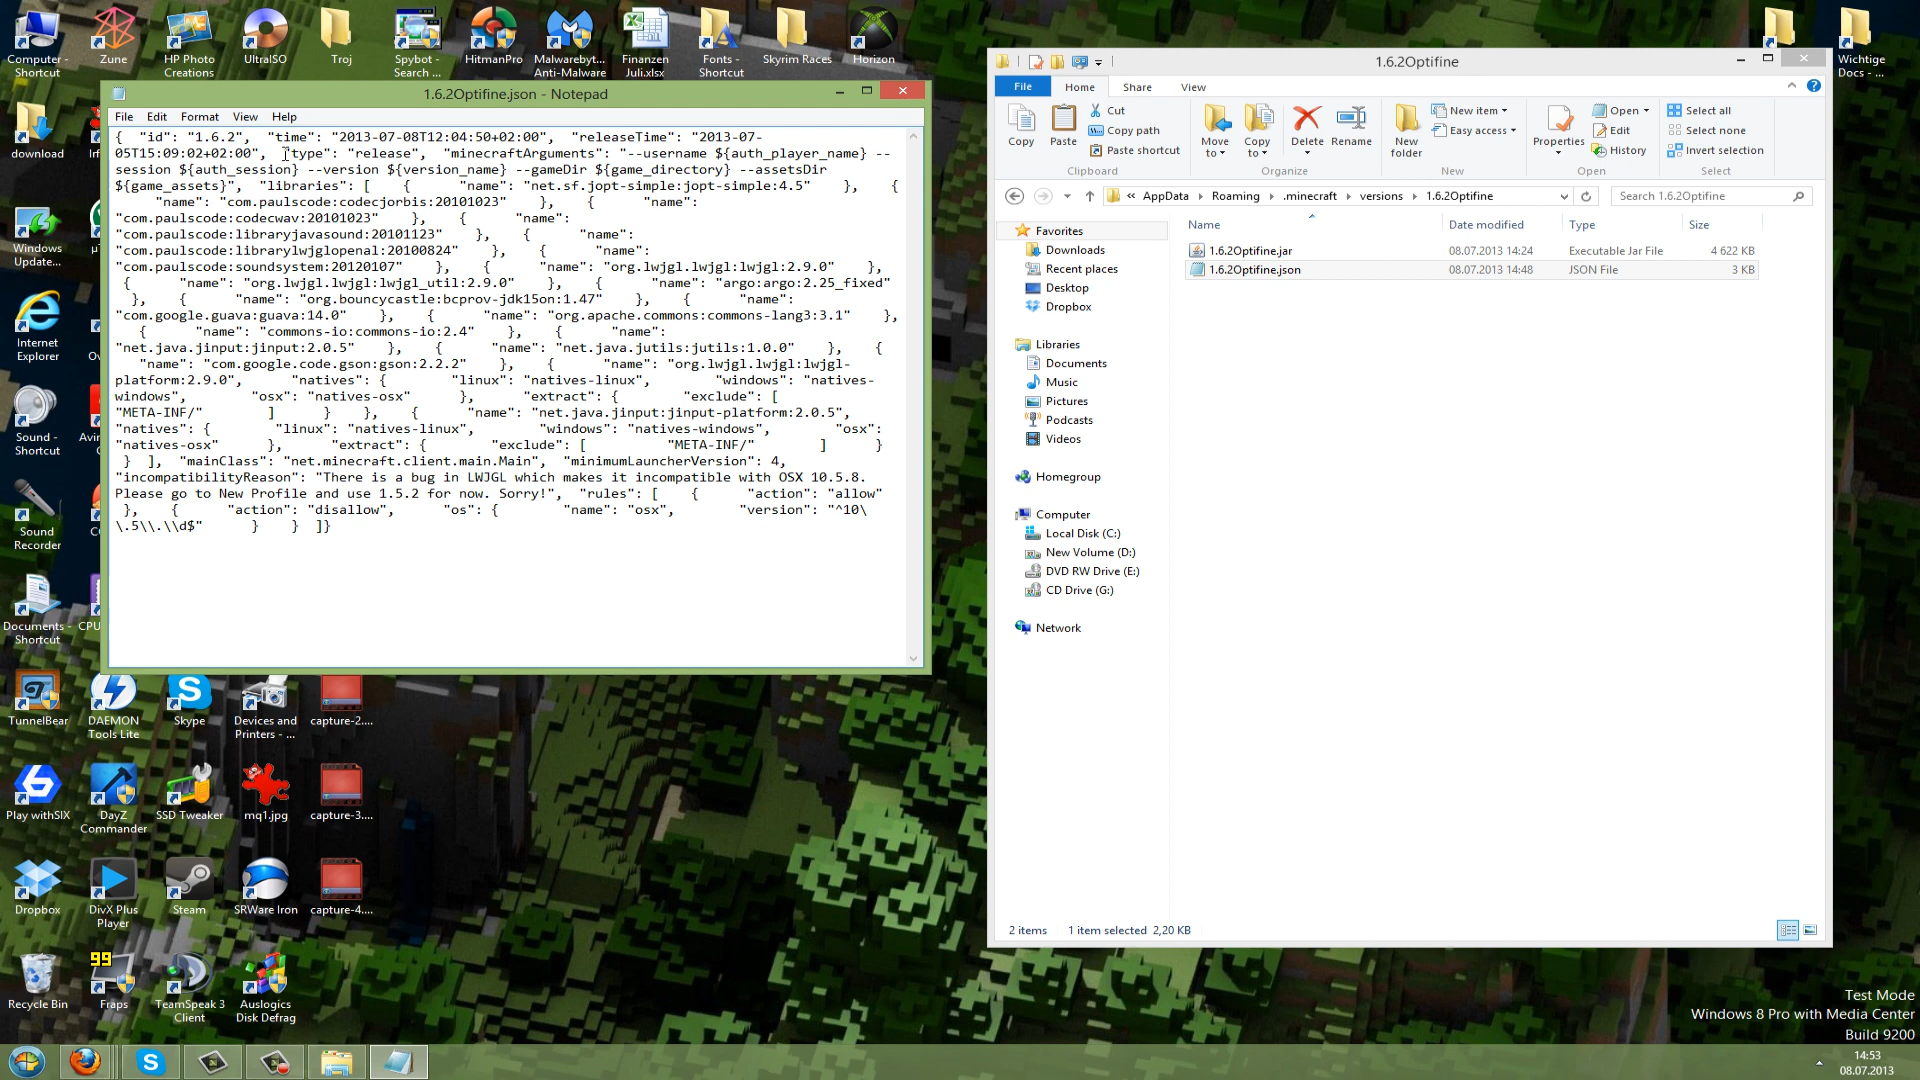 Computer - Shortcut
Zune
HP Photo Creations
UltraISO
Troj
Spybot - Search ...
HitmanPro
Malwarebyt... Anti-Malware
Finanzen Juli.xlsx
Fonts - Shortcut
Skyrim Races
Horizon
Wichtige Docs - ...
download
Windows Update...
Internet Explorer
Sound - Shortcut
Sound Recorder
Documents - Shortcut
CPU
TunnelBear
DAEMON Tools Lite
Skype
Devices and Printers - ...
capture-2....
Play withSIX
DayZ Commander
SSD Tweaker
mq1.jpg
capture-3....
Dropbox
DivX Plus Player
Steam
SRWare Iron
capture-4....
Recycle Bin
99
Fraps
TeamSpeak 3 Client
Auslogics Disk Defrag
1.6.2Optifine.json - Notepad
File Edit Format View Help
{  "id": "1.6.2",  "time": "2013-07-08T12:04:50+02:00",  "releaseTime": "2013-07-
05T15:09:02+02:00",  "type": "release",  "minecraftArguments": "--username ${auth_player_name} --
session ${auth_session} --version ${version_name} --gameDir ${game_directory} --assetsDir
${game_assets}",  "libraries": [    {      "name": "net.sf.jopt-simple:jopt-simple:4.5"    },    {
"name": "com.paulscode:codecjorbis:20101023"    },    {      "name":
"com.paulscode:codecwav:20101023"    },    {      "name":
"com.paulscode:libraryjavasound:20101123"    },    {      "name":
"com.paulscode:librarylwjglopenal:20100824"    },    {      "name":
"com.paulscode:soundsystem:20120107"    },    {      "name": "org.lwjgl.lwjgl:lwjgl:2.9.0"    },
{      "name": "org.lwjgl.lwjgl:lwjgl_util:2.9.0"    },    {      "name": "argo:argo:2.25_fixed"
},    {      "name": "org.bouncycastle:bcprov-jdk15on:1.47"    },    {      "name":
"com.google.guava:guava:14.0"    },    {      "name": "org.apache.commons:commons-lang3:3.1"    },
{      "name": "commons-io:commons-io:2.4"    },    {      "name":
"net.java.jinput:jinput:2.0.5"    },    {      "name": "net.java.jutils:jutils:1.0.0"    },    {
"name": "com.google.code.gson:gson:2.2.2"    },    {      "name": "org.lwjgl.lwjgl:lwjgl-
platform:2.9.0",      "natives": {        "linux": "natives-linux",        "windows": "natives-
windows",        "osx": "natives-osx"      },      "extract": {        "exclude": [
"META-INF/"        ]      }    },    {      "name": "net.java.jinput:jinput-platform:2.0.5",
"natives": {        "linux": "natives-linux",        "windows": "natives-windows",        "osx":
"natives-osx"      },      "extract": {        "exclude": [          "META-INF/"        ]      }
}  ],  "mainClass": "net.minecraft.client.main.Main",  "minimumLauncherVersion": 4,
"incompatibilityReason": "There is a bug in LWJGL which makes it incompatible with OSX 10.5.8.
Please go to New Profile and use 1.5.2 for now. Sorry!",  "rules": [    {      "action": "allow"
},    {      "action": "disallow",      "os": {        "name": "osx",        "version": "^10\
\.5\\.\\d$"      }    }  ]}
1.6.2Optifine
File Home Share View
Copy
Paste
Cut
Copy path
Paste shortcut
Clipboard
Move to
Copy to
Delete
Rename
Organize
New folder
New item
Easy access
New
Properties
Open
Edit
History
Open
Select all
Select none
Invert selection
Select
« AppData Roaming .minecraft versions 1.6.2Optifine
Search 1.6.2Optifine
Name Date modified Type Size
1.6.2Optifine.jar 08.07.2013 14:24 Executable Jar File 4 622 KB
1.6.2Optifine.json 08.07.2013 14:48 JSON File 3 KB
Favorites
Downloads
Recent places
Desktop
Dropbox
Libraries
Documents
Music
Pictures
Podcasts
Videos
Homegroup
Computer
Local Disk (C:)
New Volume (D:)
DVD RW Drive (E:)
CD Drive (G:)
Network
2 items 1 item selected 2,20 KB
Test Mode
Windows 8 Pro with Media Center
Build 9200
14:53
08.07.2013